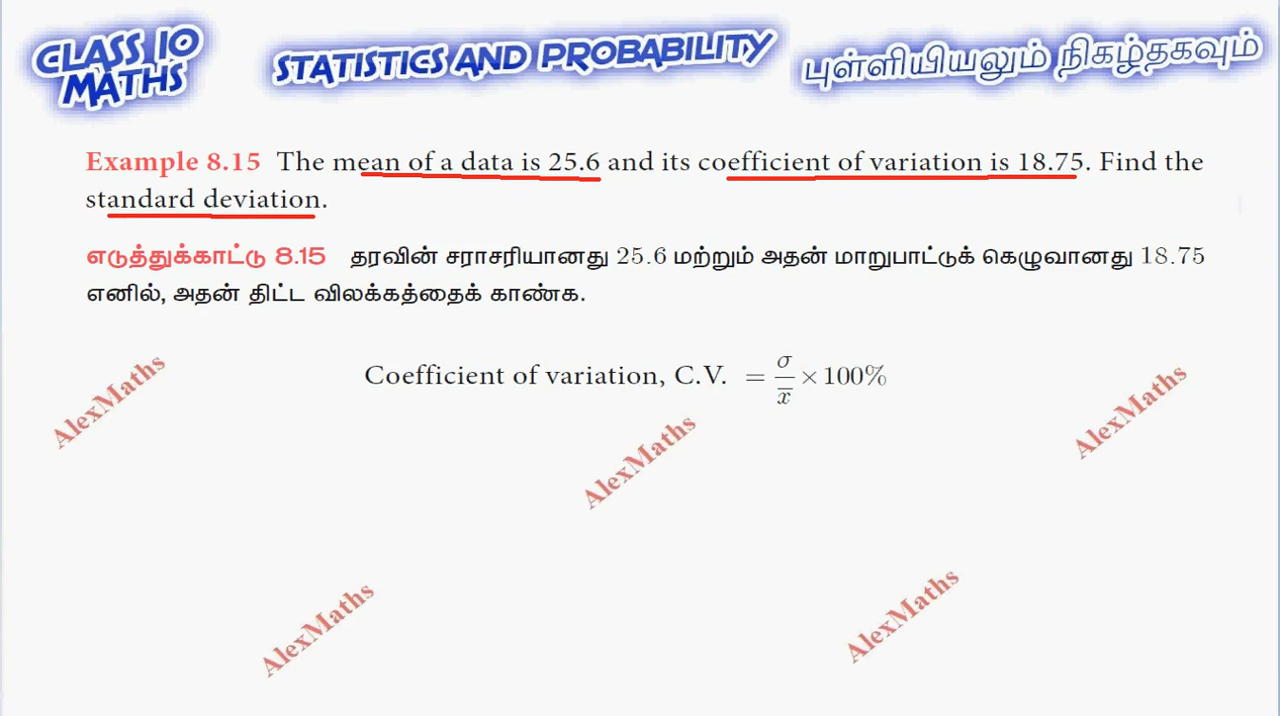 CLASS 10
MATHS
STATISTICS AND PROBABILITY
புள்ளியியலும் நிகழ்தகவும்
Example 8.15 The mean of a data is 25.6 and its coefficient of variation is 18.75. Find the
standard deviation.
எடுத்துக்காட்டு 8.15 தரவின் சராசரியானது 25.6 மற்றும் அதன் மாறுபாட்டுக் கெழுவானது 18.75
எனில், அதன் திட்ட விலக்கத்தைக் காண்க.
Coefficient of variation, C.V. = σ/x̅ × 100%
AlexMaths
AlexMaths
AlexMaths
AlexMaths
AlexMaths